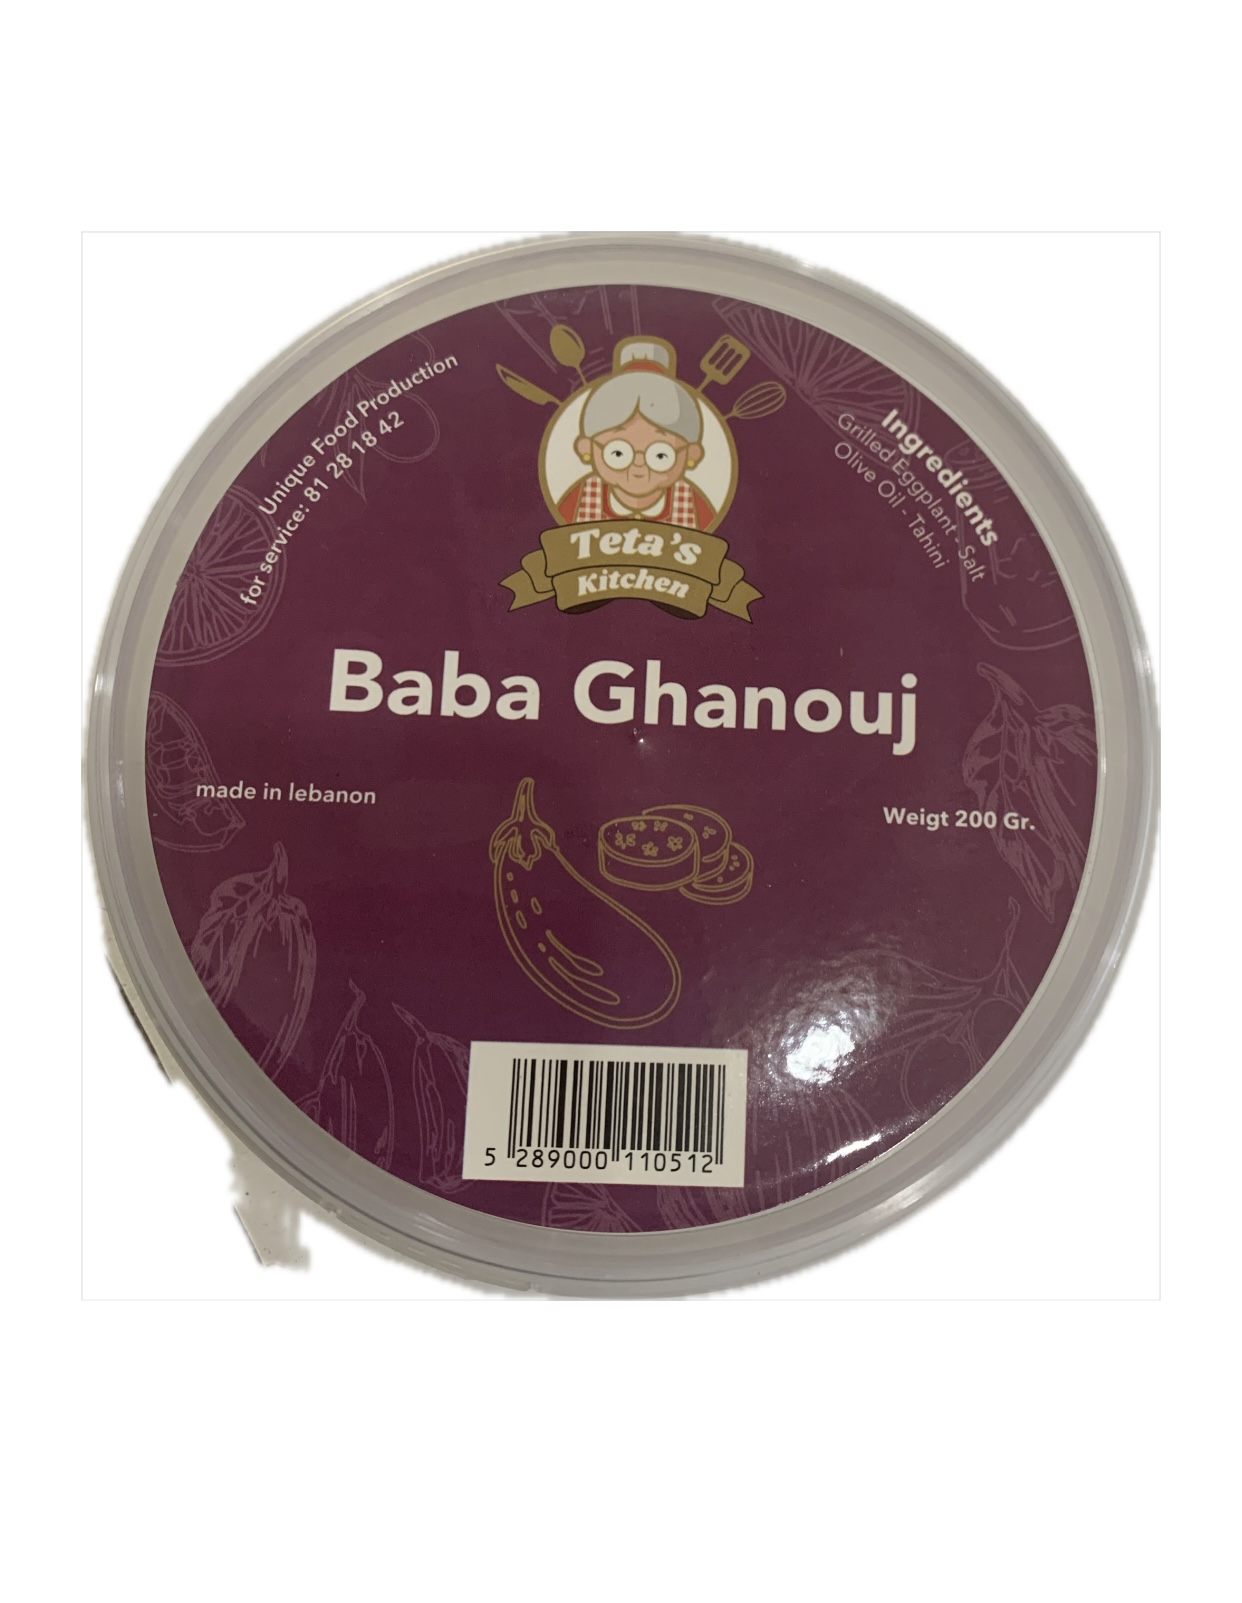 Unique Food Production
for service: 81 28 18 42
Teta's
Kitchen
Ingredients
Grilled Eggplant - Salt
Olive Oil - Tahini
Baba Ghanouj
made in lebanon
Weigt 200 Gr.
5 289000 110512